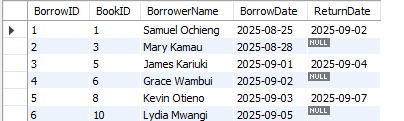 BorrowID BookID BorrowerName BorrowDate ReturnDate
1 1 Samuel Ochieng 2025-08-25 2025-09-02
2 3 Mary Kamau 2025-08-28 NULL
3 5 James Kariuki 2025-09-01 2025-09-04
4 6 Grace Wambui 2025-09-02 NULL
5 8 Kevin Otieno 2025-09-03 2025-09-07
6 10 Lydia Mwangi 2025-09-05 NULL